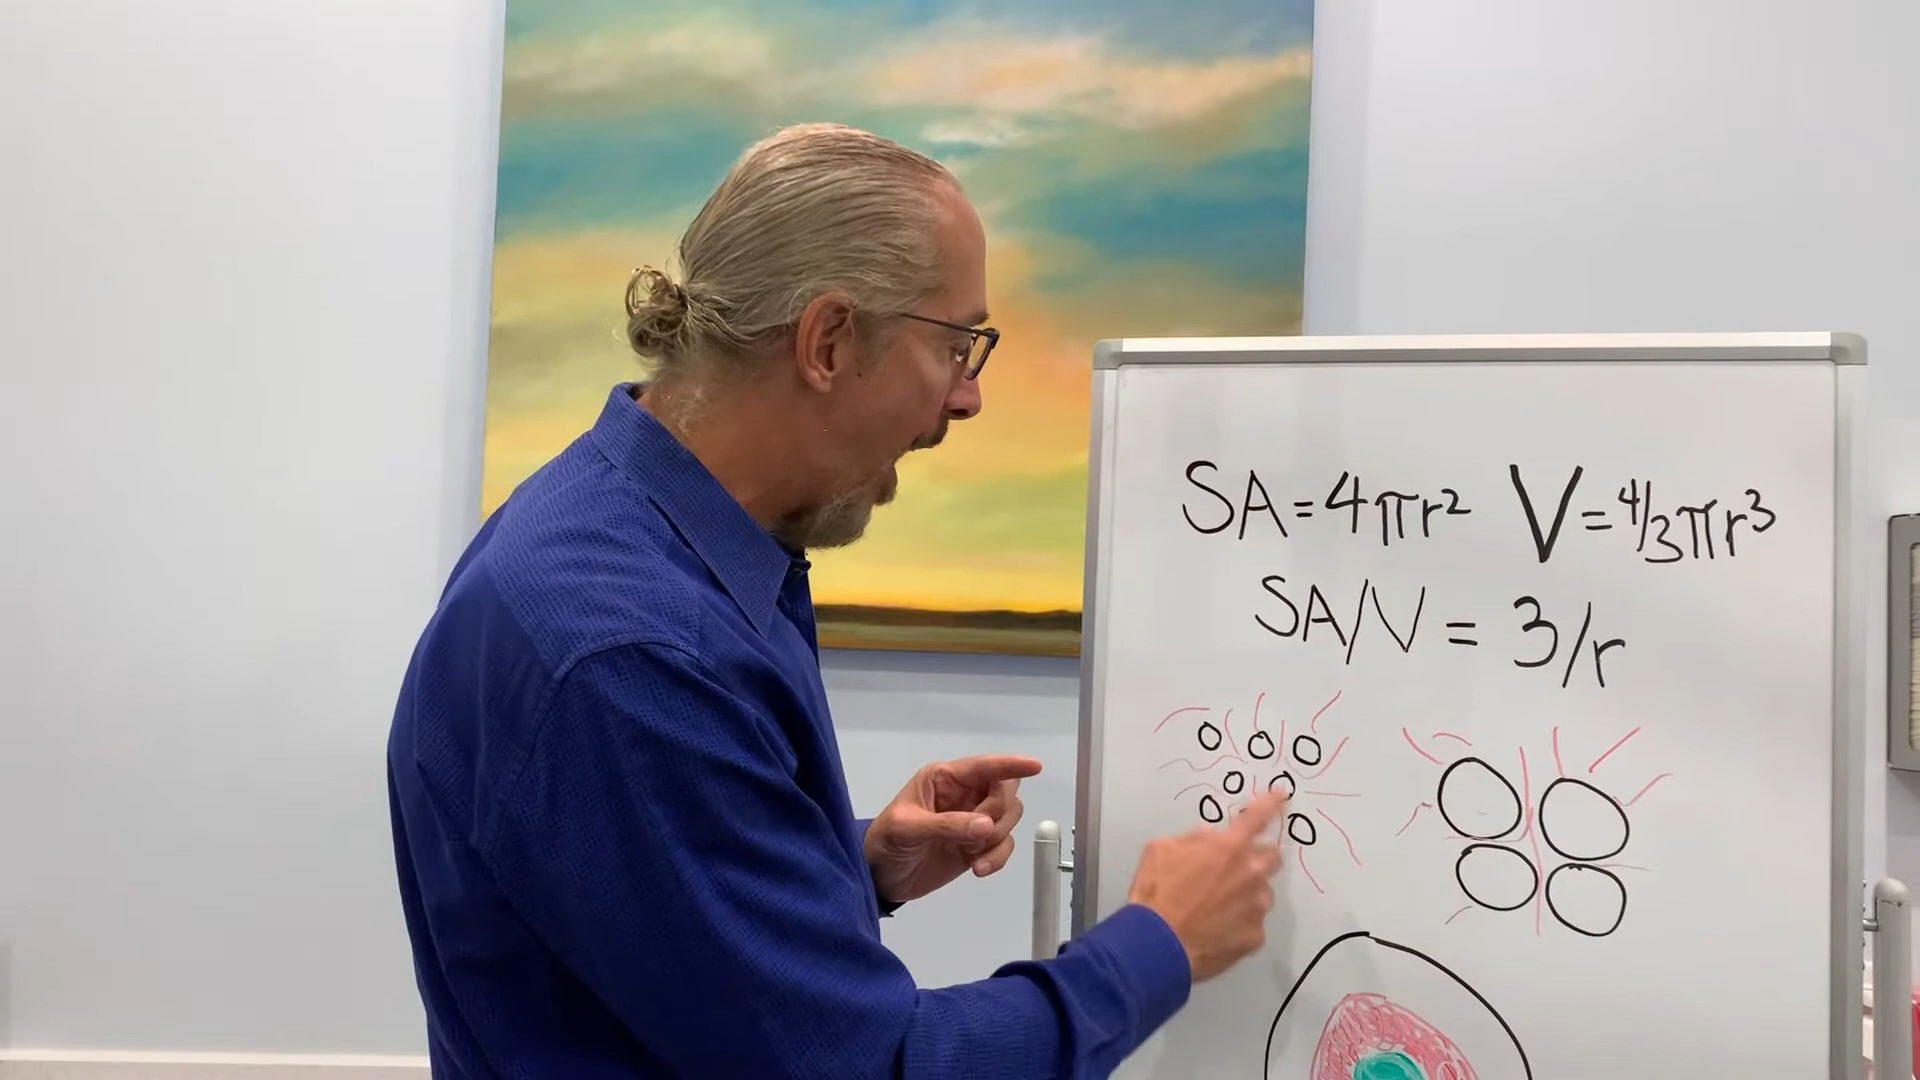 SA=4πr² V=4/3πr³
SA/V = 3/r